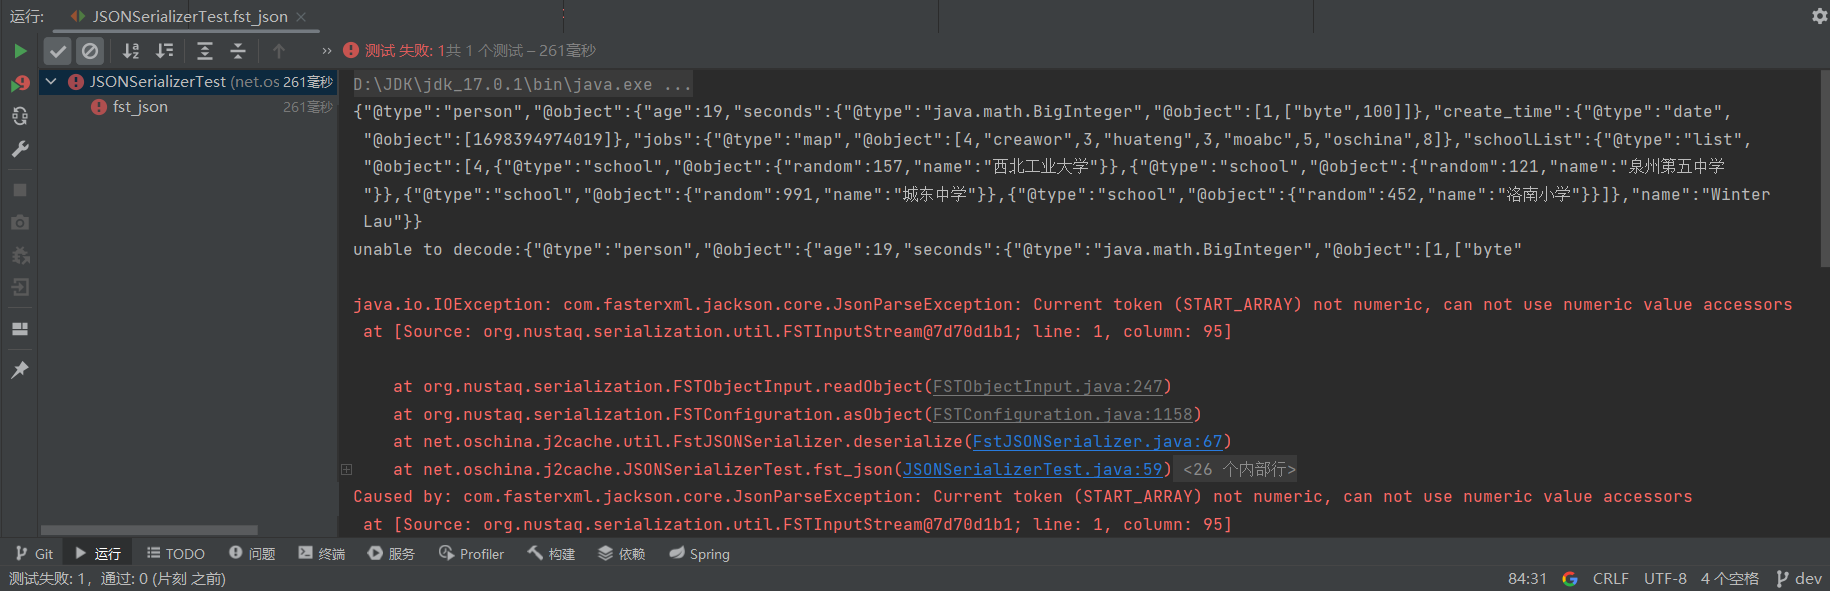 运行: JSONSerializerTest.fst_json ×
测试 失败: 1共 1 个测试 – 261毫秒
JSONSerializerTest (net.os 261毫秒
fst_json 261毫秒
D:\JDK\jdk_17.0.1\bin\java.exe ...
{"@type":"person","@object":{"age":19,"seconds":{"@type":"java.math.BigInteger","@object":[1,["byte",100]]},"create_time":{"@type":"date",
"@object":[1698394974019]},"jobs":{"@type":"map","@object":[4,"creawor",3,"huateng",3,"moabc",5,"oschina",8]},"schoolList":{"@type":"list",
"@object":[4,{"@type":"school","@object":{"random":157,"name":"西北工业大学"}},{"@type":"school","@object":{"random":121,"name":"泉州第五中学
"}},{"@type":"school","@object":{"random":991,"name":"城东中学"}},{"@type":"school","@object":{"random":452,"name":"洛南小学"}}]},"name":"Winter
Lau"}}
unable to decode:{"@type":"person","@object":{"age":19,"seconds":{"@type":"java.math.BigInteger","@object":[1,["byte"
java.io.IOException: com.fasterxml.jackson.core.JsonParseException: Current token (START_ARRAY) not numeric, can not use numeric value accessors
at [Source: org.nustaq.serialization.util.FSTInputStream@7d70d1b1; line: 1, column: 95]
at org.nustaq.serialization.FSTObjectInput.readObject(FSTObjectInput.java:247)
at org.nustaq.serialization.FSTConfiguration.asObject(FSTConfiguration.java:1158)
at net.oschina.j2cache.util.FstJSONSerializer.deserialize(FstJSONSerializer.java:67)
at net.oschina.j2cache.JSONSerializerTest.fst_json(JSONSerializerTest.java:59) <26 个内部行>
Caused by: com.fasterxml.jackson.core.JsonParseException: Current token (START_ARRAY) not numeric, can not use numeric value accessors
at [Source: org.nustaq.serialization.util.FSTInputStream@7d70d1b1; line: 1, column: 95]
Git 运行 TODO 问题 终端 服务 Profiler 构建 依赖 Spring
测试失败: 1，通过: 0 (片刻 之前) 84:31 CRLF UTF-8 4 个空格 dev